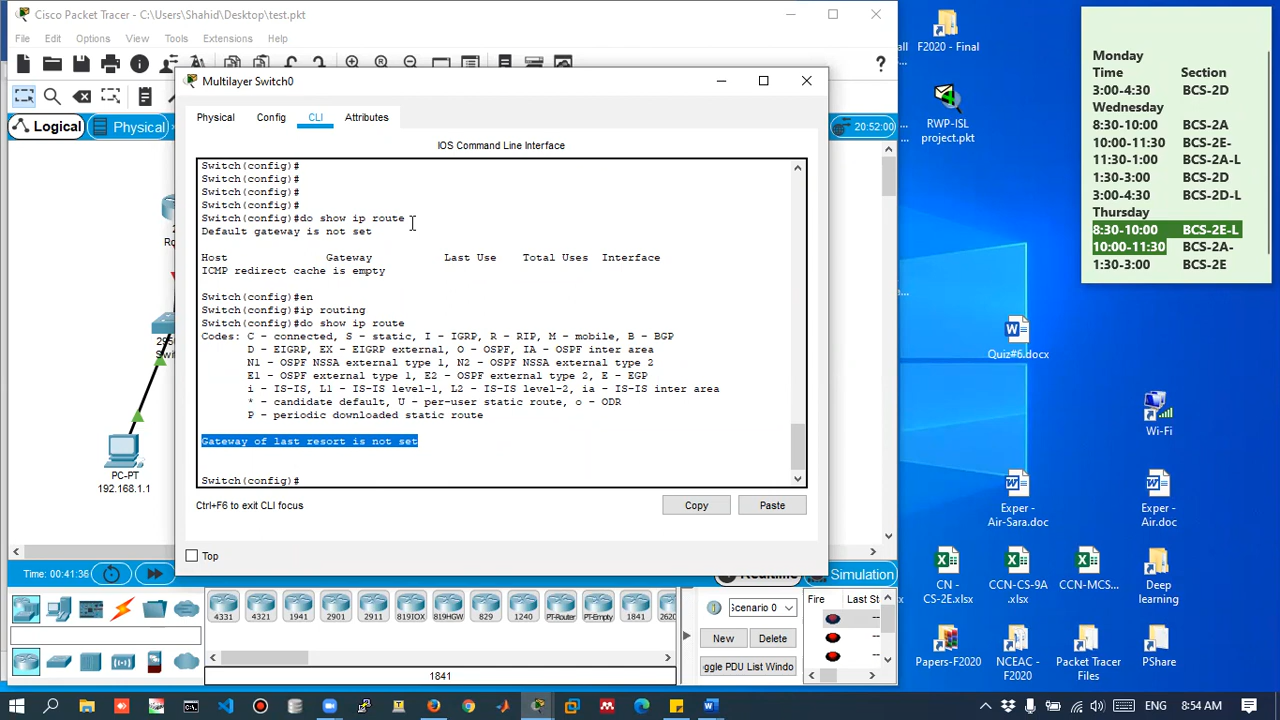 Cisco Packet Tracer - C:\Users\Shahid\Desktop\test.pkt
File Edit Options View Tools Extensions Help
Logical Physical
20:52:00
Multilayer Switch0
Physical Config CLI Attributes
IOS Command Line Interface
Switch(config)#
Switch(config)#
Switch(config)#
Switch(config)#
Switch(config)#do show ip route
Default gateway is not set
Host Gateway Last Use Total Uses Interface
ICMP redirect cache is empty
Switch(config)#en
Switch(config)#ip routing
Switch(config)#do show ip route
Codes: C - connected, S - static, I - IGRP, R - RIP, M - mobile, B - BGP
D - EIGRP, EX - EIGRP external, O - OSPF, IA - OSPF inter area
N1 - OSPF NSSA external type 1, N2 - OSPF NSSA external type 2
E1 - OSPF external type 1, E2 - OSPF external type 2, E - EGP
i - IS-IS, L1 - IS-IS level-1, L2 - IS-IS level-2, ia - IS-IS inter area
* - candidate default, U - per-user static route, o - ODR
P - periodic downloaded static route
Gateway of last resort is not set
Switch(config)#
Ctrl+F6 to exit CLI focus
Copy Paste
Top
PC-PT
192.168.1.1
Time: 00:41:36
Realtime Simulation
4331 4321 1941 2901 2911 819IOX 819HGW 829 1240 PT-Router PT-Empty 1841
1841
Scenario 0
New Delete
ggle PDU List Windo
Fire Last St
--
--
--
F2020 - Final
RWP-ISL
project.pkt
Monday
Time Section
3:00-4:30 BCS-2D
Wednesday
8:30-10:00 BCS-2A
10:00-11:30 BCS-2E-
11:30-1:00 BCS-2A-L
1:30-3:00 BCS-2D
3:00-4:30 BCS-2D-L
Thursday
8:30-10:00 BCS-2E-L
10:00-11:30 BCS-2A-
1:30-3:00 BCS-2E
Quiz#6.docx
Wi-Fi
Exper -
Air-Sara.doc
Exper -
Air.doc
CN -
CS-2E.xlsx
CCN-CS-9A
.xlsx
CCN-MCS...
Deep
learning
Papers-F2020
NCEAC -
F2020
Packet Tracer
Files
PShare
ENG 8:54 AM